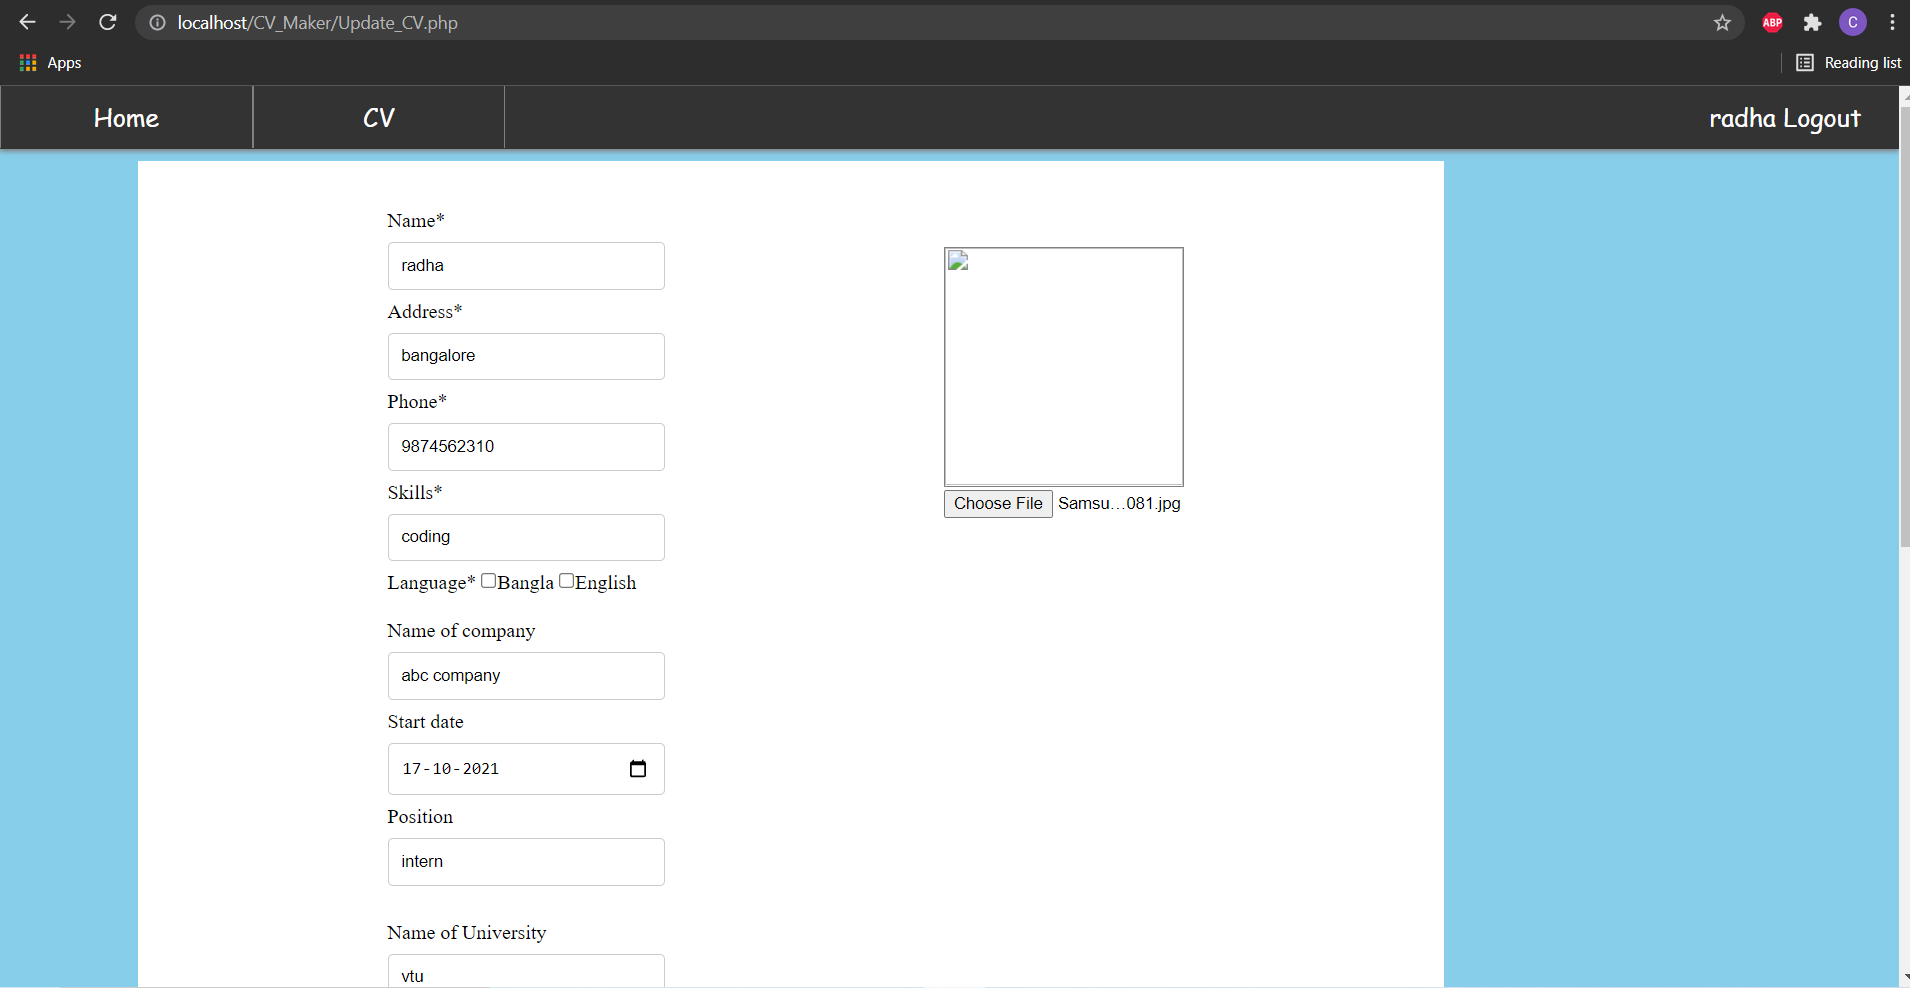 localhost/CV_Maker/Update_CV.php
ABP
C
Apps
Reading list
Home
CV
radha Logout
Name*
radha
Address*
bangalore
Phone*
9874562310
Skills*
coding
Language* Bangla English
Name of company
abc company
Start date
17-10-2021
Position
intern
Name of University
vtu
Choose File Samsu…081.jpg